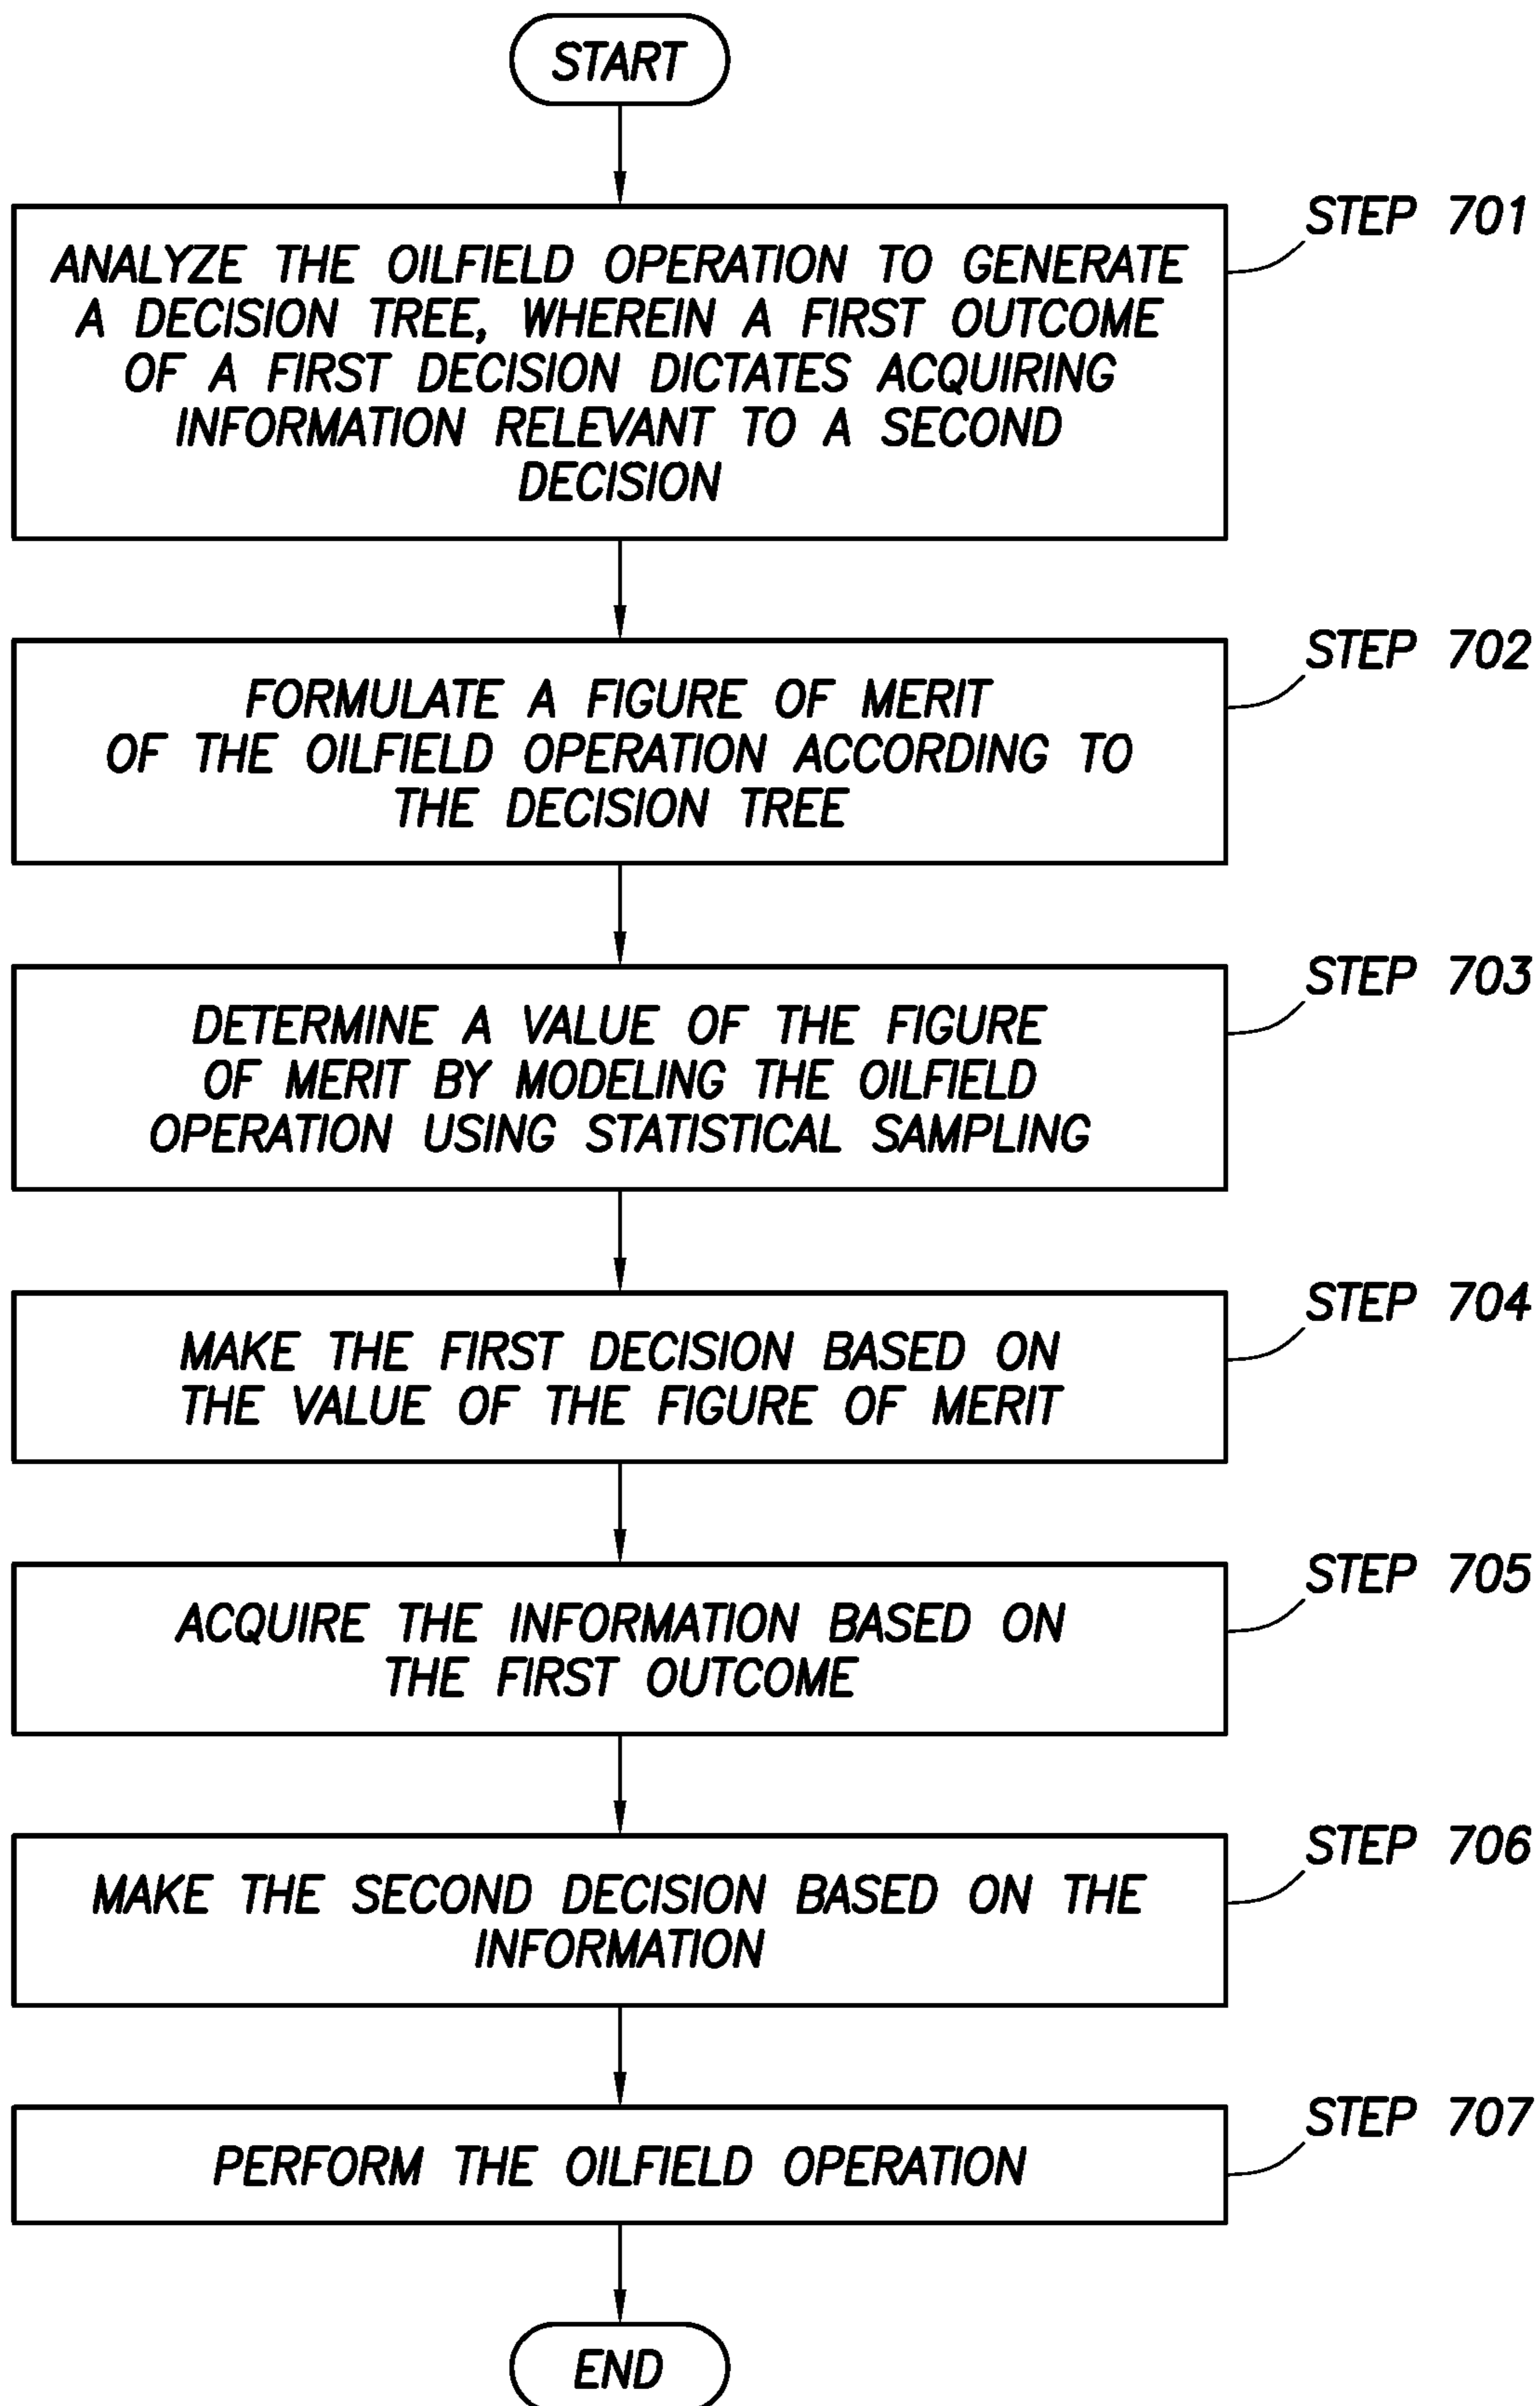 START
STEP 701
ANALYZE THE OILFIELD OPERATION TO GENERATE
A DECISION TREE, WHEREIN A FIRST OUTCOME
OF A FIRST DECISION DICTATES ACQUIRING
INFORMATION RELEVANT TO A SECOND
DECISION
STEP 702
FORMULATE A FIGURE OF MERIT
OF THE OILFIELD OPERATION ACCORDING TO
THE DECISION TREE
STEP 703
DETERMINE A VALUE OF THE FIGURE
OF MERIT BY MODELING THE OILFIELD
OPERATION USING STATISTICAL SAMPLING
STEP 704
MAKE THE FIRST DECISION BASED ON
THE VALUE OF THE FIGURE OF MERIT
STEP 705
ACQUIRE THE INFORMATION BASED ON
THE FIRST OUTCOME
STEP 706
MAKE THE SECOND DECISION BASED ON THE
INFORMATION
STEP 707
PERFORM THE OILFIELD OPERATION
END